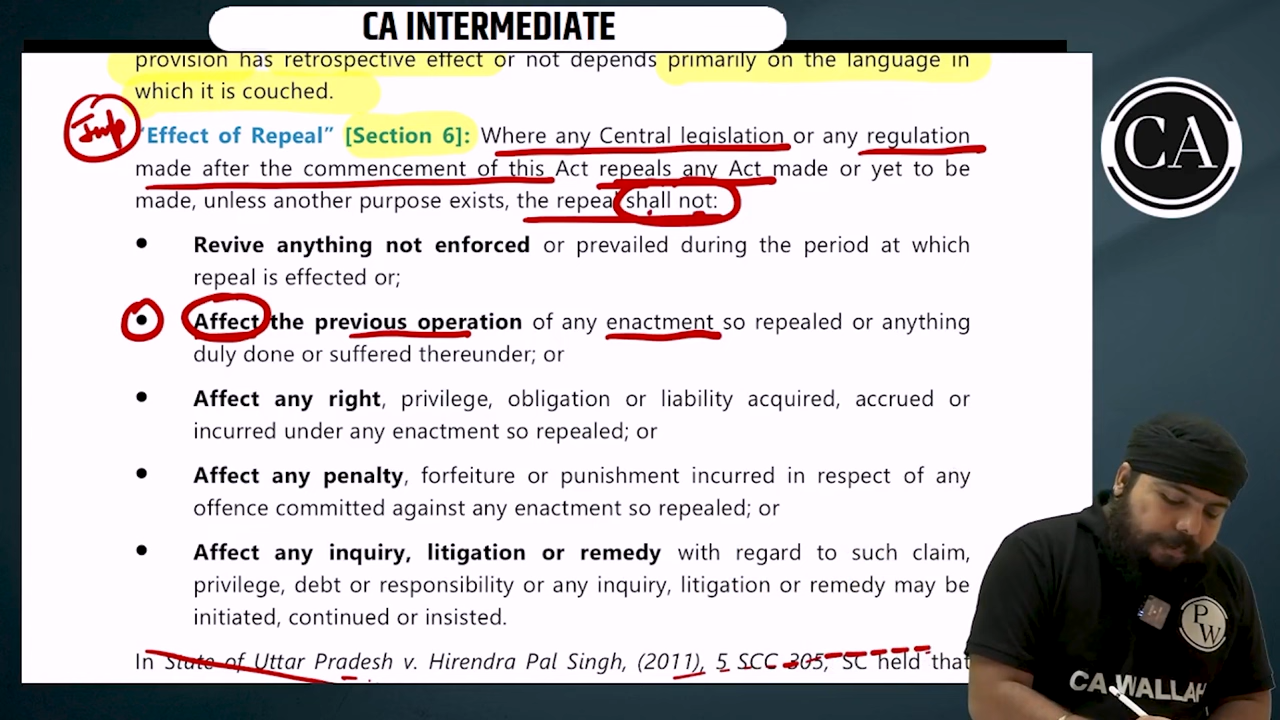 CA INTERMEDIATE
provision has retrospective effect or not depends primarily on the language in
which it is couched.
Imp
"Effect of Repeal" [Section 6]: Where any Central legislation or any regulation
made after the commencement of this Act repeals any Act made or yet to be
made, unless another purpose exists, the repeal shall not:
• Revive anything not enforced or prevailed during the period at which
repeal is effected or;
• Affect the previous operation of any enactment so repealed or anything
duly done or suffered thereunder; or
• Affect any right, privilege, obligation or liability acquired, accrued or
incurred under any enactment so repealed; or
• Affect any penalty, forfeiture or punishment incurred in respect of any
offence committed against any enactment so repealed; or
• Affect any inquiry, litigation or remedy with regard to such claim,
privilege, debt or responsibility or any inquiry, litigation or remedy may be
initiated, continued or insisted.
In State of Uttar Pradesh v. Hirendra Pal Singh, (2011), 5 SCC 305, SC held that
CA
PW
CA WALLAH